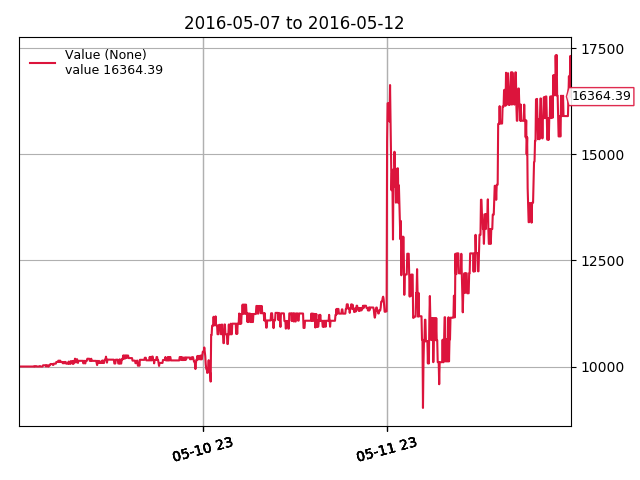 2016-05-07 to 2016-05-12
Value (None)
value 16364.39
17500
16364.39
15000
12500
10000
05-10 23
05-11 23